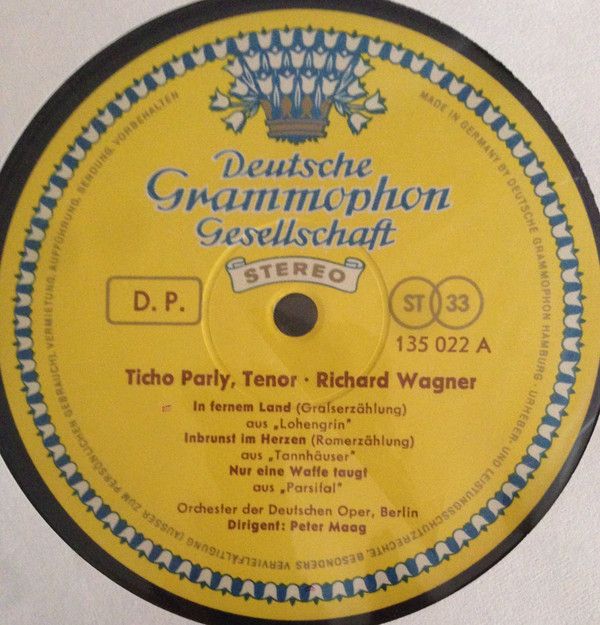 Deutsche
Grammophon
Gesellschaft
STEREO
D. P.
ST 33
135 022 A
Ticho Parly, Tenor · Richard Wagner
In fernem Land (Gralserzählung)
aus „Lohengrin"
Inbrunst im Herzen (Romerzählung)
aus „Tannhäuser"
Nur eine Waffe taugt
aus „Parsifal"
Orchester der Deutschen Oper, Berlin
Dirigent: Peter Maag
MADE IN GERMANY BY DEUTSCHE GRAMMOPHON HAMBURG · URHEBER- UND LEISTUNGSSCHUTZRECHTE, BESONDERS VERVIELFÄLTIGUNG (AUSSER ZUM PERSÖNLICHEN GEBRAUCH), VERMIETUNG, AUFFÜHRUNG, SENDUNG, VORBEHALTEN